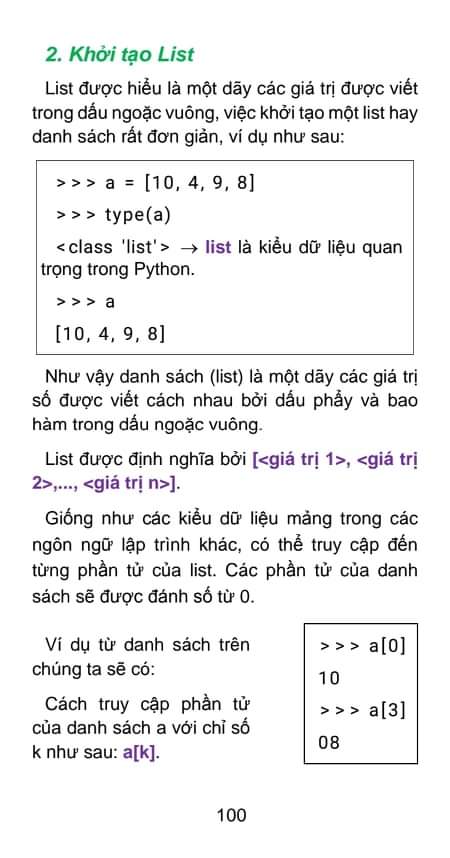 2. Khởi tạo List
List được hiểu là một dãy các giá trị được viết
trong dấu ngoặc vuông, việc khởi tạo một list hay
danh sách rất đơn giản, ví dụ như sau:
>>> a = [10, 4, 9, 8]
>>> type(a)
<class 'list'> → list là kiểu dữ liệu quan
trọng trong Python.
>>> a
[10, 4, 9, 8]
Như vậy danh sách (list) là một dãy các giá trị
số được viết cách nhau bởi dấu phẩy và bao
hàm trong dấu ngoặc vuông.
List được định nghĩa bởi [<giá trị 1>, <giá trị
2>,..., <giá trị n>].
Giống như các kiểu dữ liệu mảng trong các
ngôn ngữ lập trình khác, có thể truy cập đến
từng phần tử của list. Các phần tử của danh
sách sẽ được đánh số từ 0.
Ví dụ từ danh sách trên
chúng ta sẽ có:
Cách truy cập phần tử
của danh sách a với chỉ số
k như sau: a[k].
>>> a[0]
10
>>> a[3]
08
100